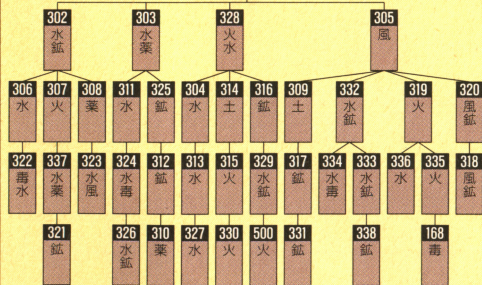 302 303 328 305
水鉱 水薬 火水 風
306 307 308 311 325 304 314 316 309 332 319 320
水 火 薬 水 鉱 水 土 鉱 土 水鉱 火 風鉱
322 337 323 324 312 313 315 329 317 334 333 336 335 318
毒水 水薬 水風 水毒 鉱 水 火 水鉱 鉱 水毒 水鉱 水 火 風鉱
321 326 310 327 330 500 331 338 168
鉱 水鉱 薬 水 火 火 鉱 鉱 毒